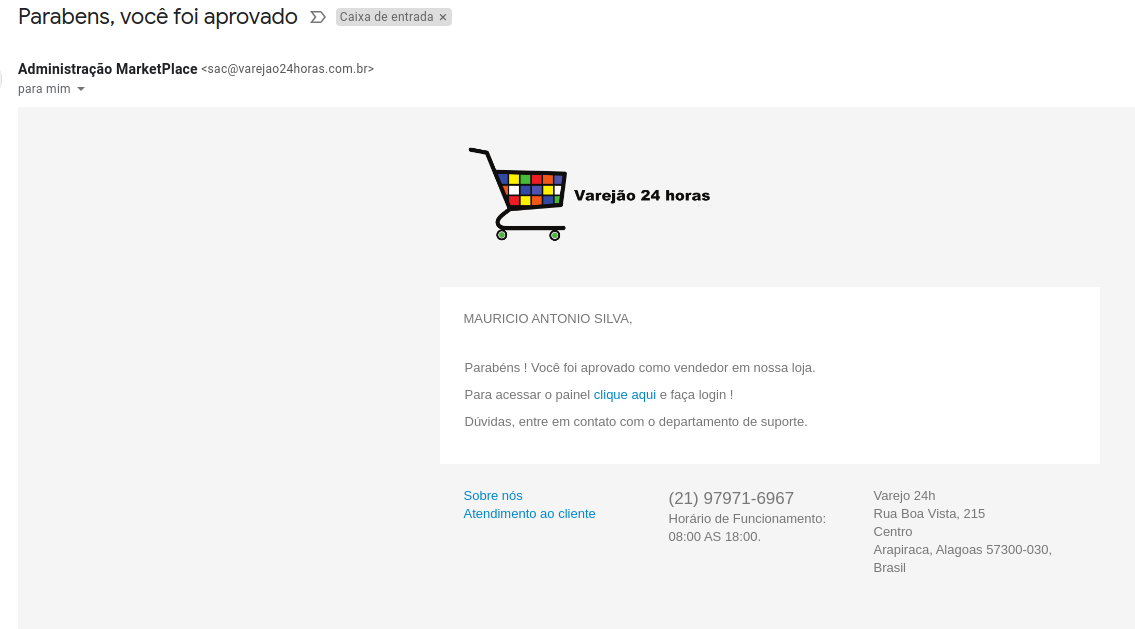 Parabens, você foi aprovado
Caixa de entrada ×
Administração MarketPlace <sac@varejao24horas.com.br>
para mim
Varejão 24 horas
MAURICIO ANTONIO SILVA,
Parabéns ! Você foi aprovado como vendedor em nossa loja.
Para acessar o painel clique aqui e faça login !
Dúvidas, entre em contato com o departamento de suporte.
Sobre nós
Atendimento ao cliente
(21) 97971-6967
Horário de Funcionamento:
08:00 AS 18:00.
Varejo 24h
Rua Boa Vista, 215
Centro
Arapiraca, Alagoas 57300-030,
Brasil